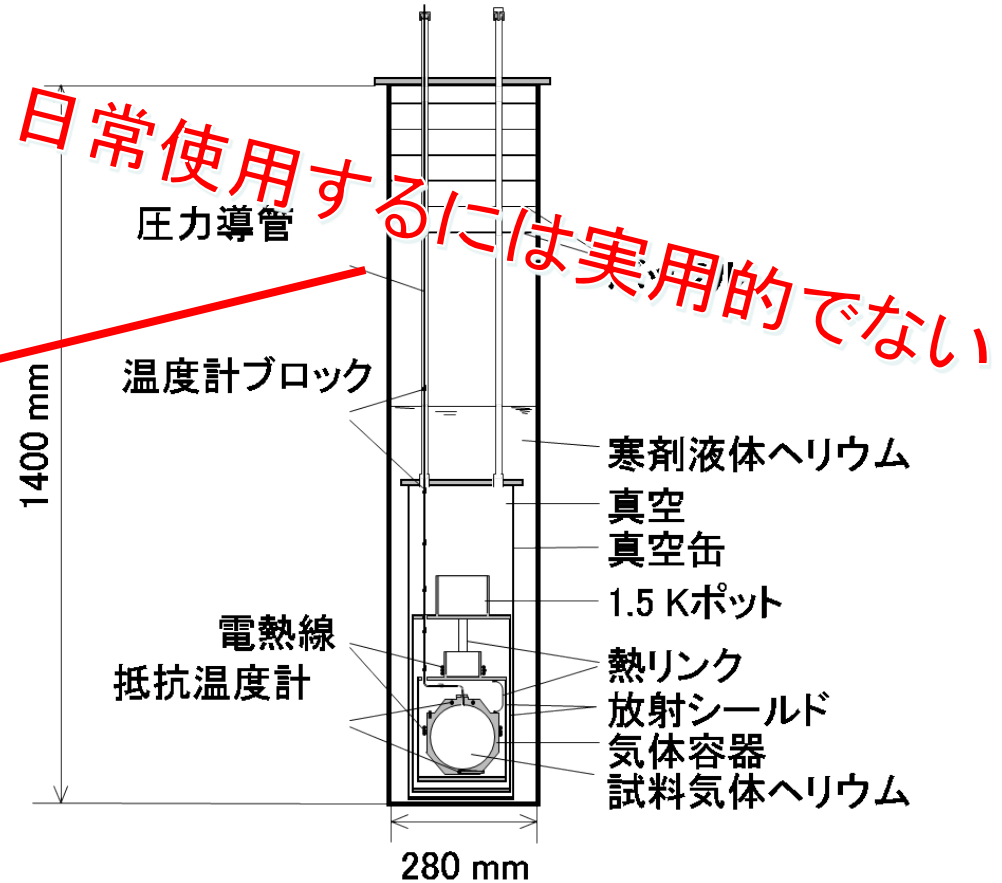 日常使用するには実用的でない
圧力導管
温度計ブロック
1400 mm
寒剤液体ヘリウム
真空
真空缶
1.5 Kポット
電熱線
熱リンク
抵抗温度計
放射シールド
気体容器
試料気体ヘリウム
280 mm